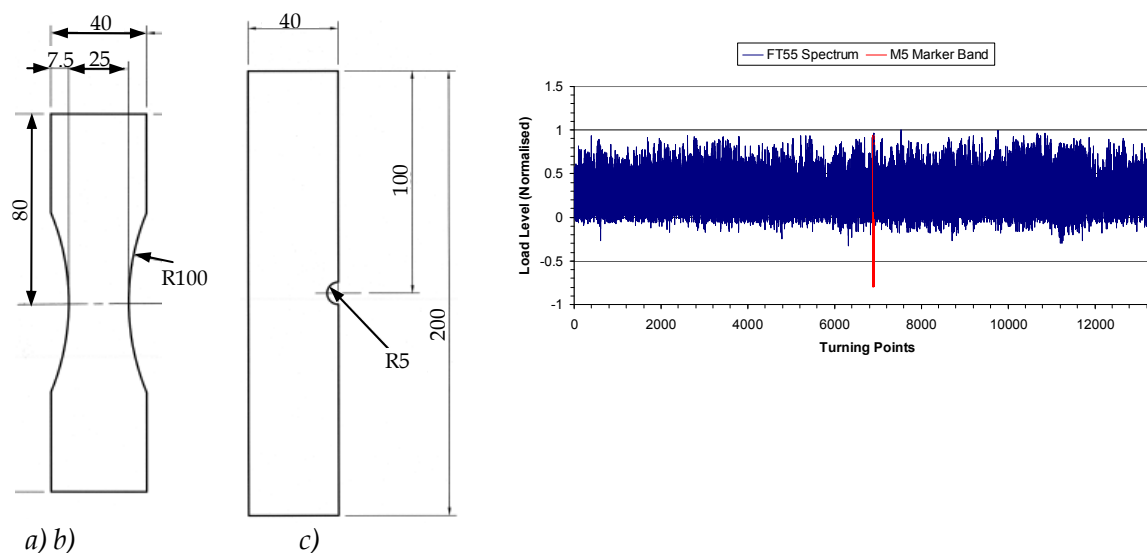 40
7.5 25
80
R100
a) b)
40
100
200
R5
c)
FT55 Spectrum M5 Marker Band
1.5
1
0.5
0
-0.5
-1
Load Level (Normalised)
0 2000 4000 6000 8000 10000 12000
Turning Points